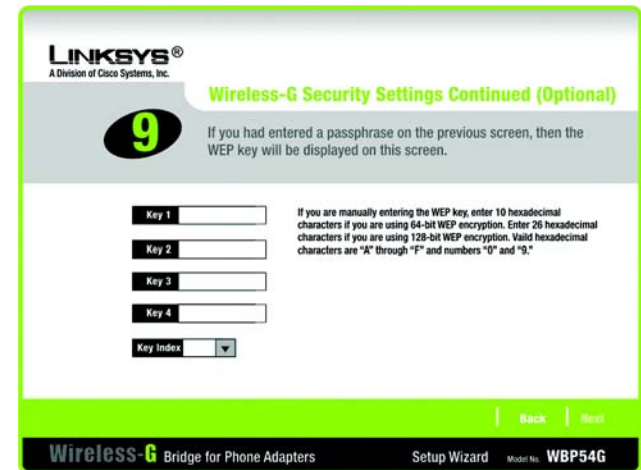 LINKSYS®
A Division of Cisco Systems, Inc.
Wireless-G Security Settings Continued (Optional)
9
If you had entered a passphrase on the previous screen, then the
WEP key will be displayed on this screen.
Key 1
If you are manually entering the WEP key, enter 10 hexadecimal
characters if you are using 64-bit WEP encryption. Enter 26 hexadecimal
characters if you are using 128-bit WEP encryption. Vaild hexadecimal
characters are "A" through "F" and numbers "0" and "9."
Key 2
Key 3
Key 4
Key Index
Back
Next
Wireless-G Bridge for Phone Adapters
Setup Wizard
Model No. WBP54G